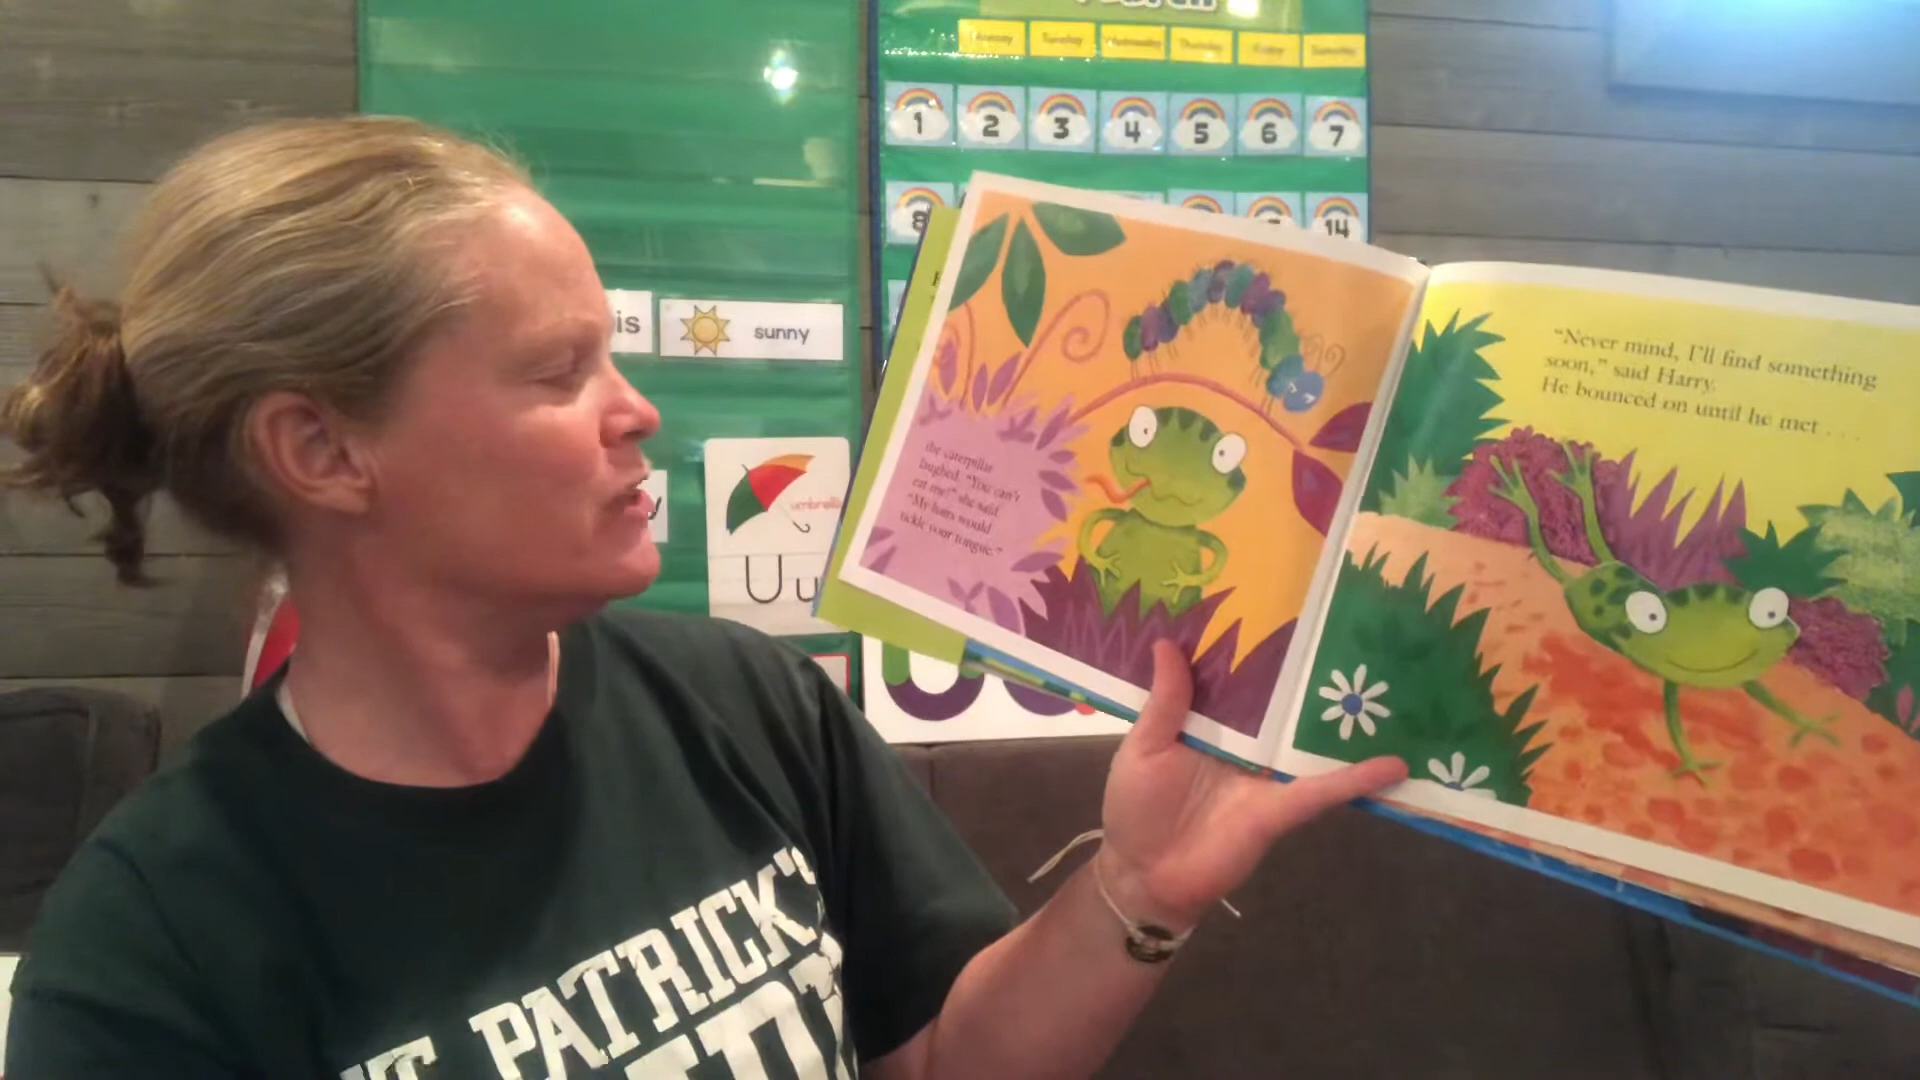 Tuesday
Wednesday
Thursday
Friday
Saturday
1 2 3 4 5 6 7
8 14
is
sunny
umbrella
Uu
the caterpillar
laughed. "You can't
eat me!" she said.
"My hairs would
tickle your tongue."
"Never mind, I'll find something
soon," said Harry.
He bounced on until he met . . .
PATRICK'S